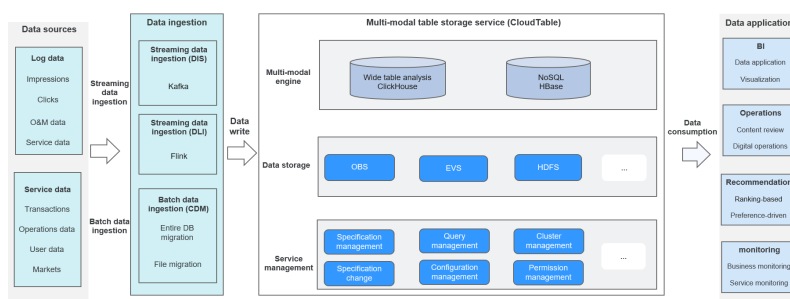 Data sources
Log data
Impressions
Clicks
O&M data
Service data
Service data
Transactions
Operations data
User data
Markets
Streaming
data
ingestion
Batch data
ingestion
Data ingestion
Streaming data
ingestion (DIS)
Kafka
Streaming data
ingestion (DLI)
Flink
Batch data
ingestion (CDM)
Entire DB
migration
File migration
Data
write
Multi-modal table storage service (CloudTable)
Multi-modal
engine
Wide table analysis
ClickHouse
NoSQL
HBase
Data storage
OBS
EVS
HDFS
...
Service
management
Specification
management
Query
management
Cluster
management
Specification
change
Configuration
management
Permission
management
...
Data
consumption
Data application
BI
Data application
Visualization
Operations
Content review
Digital operations
Recommendation
Ranking-based
Preference-driven
monitoring
Business monitoring
Service monitoring